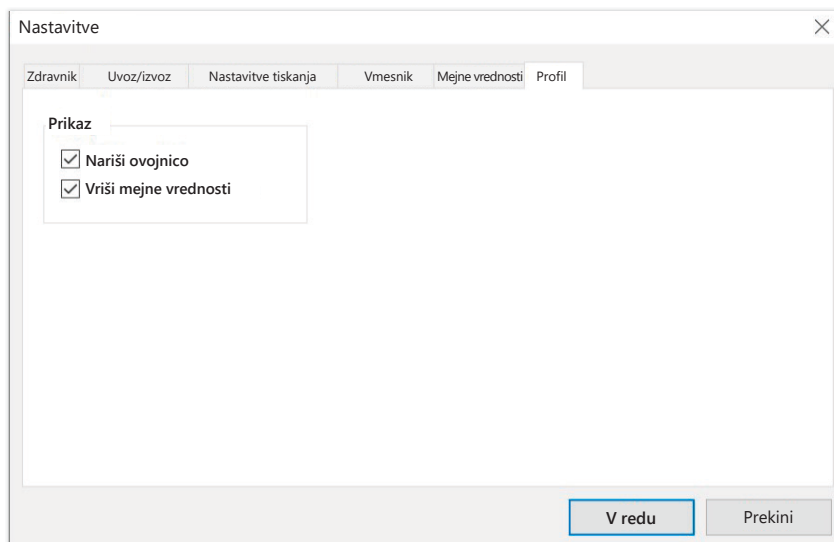 Nastavitve
Zdravnik Uvoz/izvoz Nastavitve tiskanja Vmesnik Mejne vrednosti Profil
Prikaz
Nariši ovojnico
Vriši mejne vrednosti
V redu Prekini